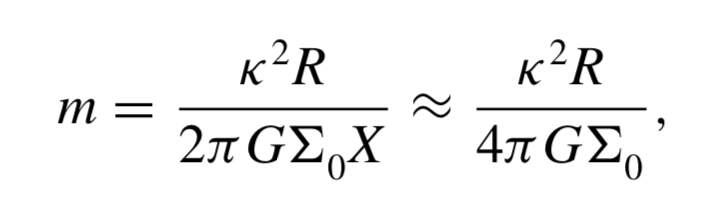 m = κ²R / 2πGΣ₀X ≈ κ²R / 4πGΣ₀,